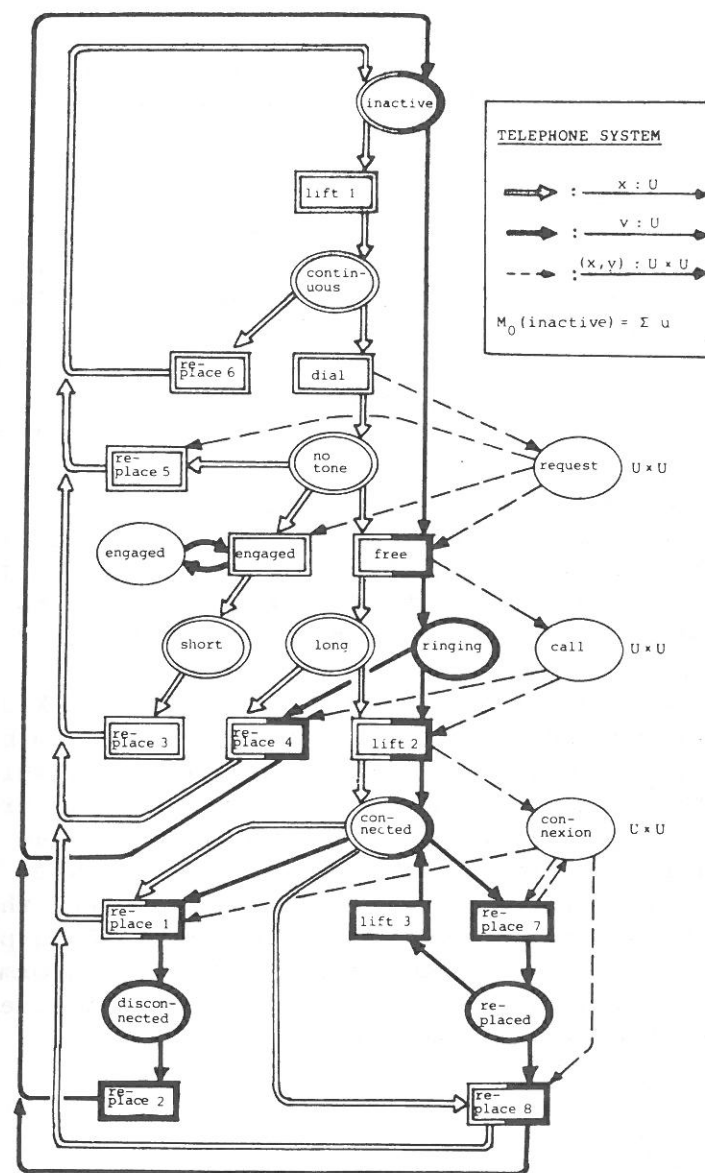 inactive
TELEPHONE SYSTEM
x : U
:
v : U
:
(x,y) : U × U
:
M0(inactive) = Σ u
lift 1
contin-
uous
re-
place 6
dial
re-
place 5
no
tone
request
U × U
engaged
engaged
free
short
long
ringing
call
U × U
re-
place 3
re-
place 4
lift 2
con-
nected
con-
nexion
U × U
re-
place 1
lift 3
re-
place 7
discon-
nected
re-
placed
re-
place 2
re-
place 8